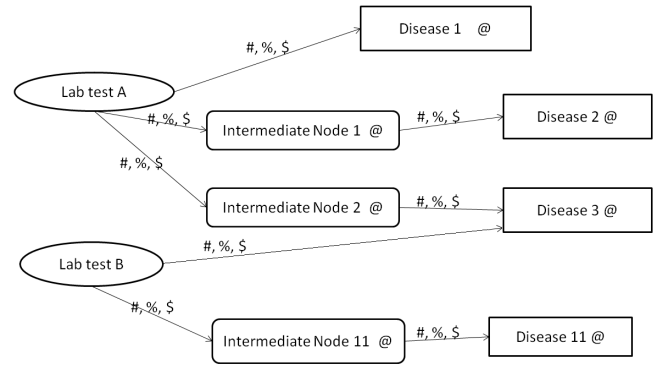 Disease 1 @
#, %, $
Lab test A
#, %, $
Intermediate Node 1 @
#, %, $
Disease 2 @
#, %, $
Intermediate Node 2 @
#, %, $
Disease 3 @
#, %, $
Lab test B
#, %, $
Intermediate Node 11 @
#, %, $
Disease 11 @